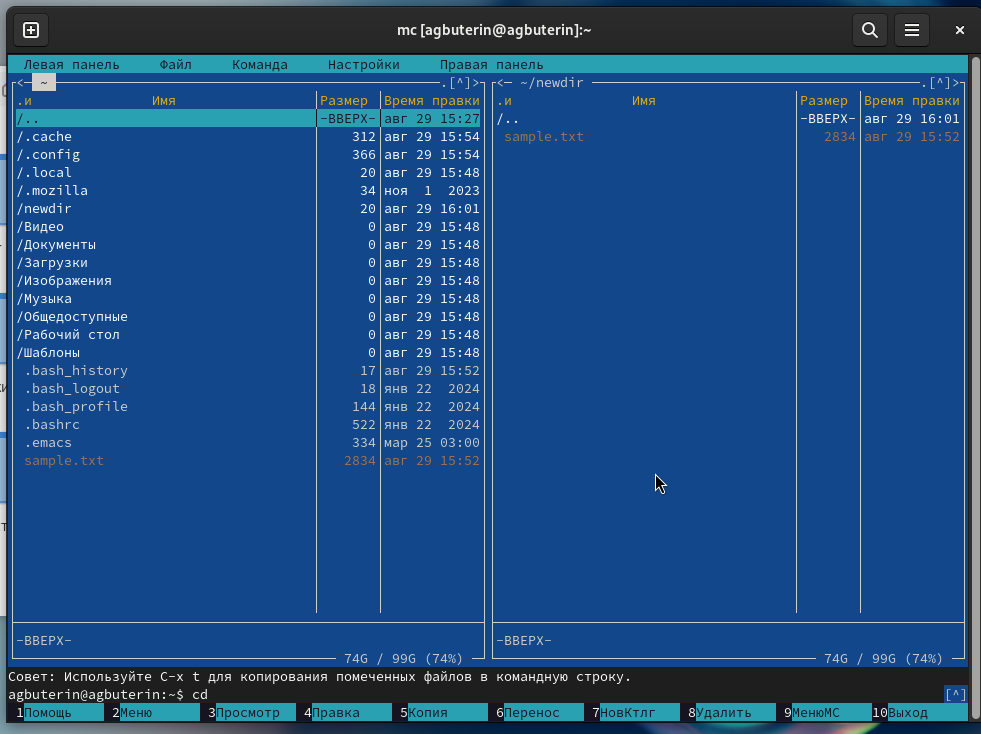 mc [agbuterin@agbuterin]:~
Левая панель Файл Команда Настройки Правая панель
<— ~ .[^]> <— ~/newdir .[^]>
.и Имя Размер Время правки .и Имя Размер Время правки
/.. -ВВЕРХ- авг 29 15:27 /.. -ВВЕРХ- авг 29 16:01
/.cache 312 авг 29 15:54 sample.txt 2834 авг 29 15:52
/.config 366 авг 29 15:54
/.local 20 авг 29 15:48
/.mozilla 34 ноя 1 2023
/newdir 20 авг 29 16:01
/Видео 0 авг 29 15:48
/Документы 0 авг 29 15:48
/Загрузки 0 авг 29 15:48
/Изображения 0 авг 29 15:48
/Музыка 0 авг 29 15:48
/Общедоступные 0 авг 29 15:48
/Рабочий стол 0 авг 29 15:48
/Шаблоны 0 авг 29 15:48
.bash_history 17 авг 29 15:52
.bash_logout 18 янв 22 2024
.bash_profile 144 янв 22 2024
.bashrc 522 янв 22 2024
.emacs 334 мар 25 03:00
sample.txt 2834 авг 29 15:52
-ВВЕРХ- -ВВЕРХ-
74G / 99G (74%) 74G / 99G (74%)
Совет: Используйте C-x t для копирования помеченных файлов в командную строку.
agbuterin@agbuterin:~$ cd [^]
1Помощь 2Меню 3Просмотр 4Правка 5Копия 6Перенос 7НовКтлг 8Удалить 9МенюМС 10Выход